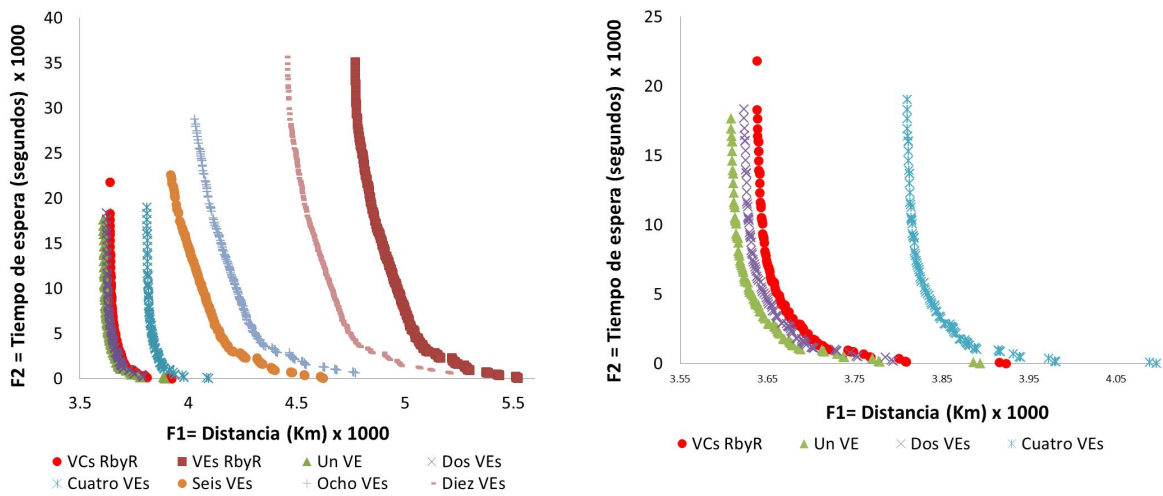 F2 = Tiempo de espera (segundos) x 1000
40
35
30
25
20
15
10
5
0
3.5 4 4.5 5 5.5
F1= Distancia (Km) x 1000
VCs RbyR VEs RbyR Un VE Dos VEs
Cuatro VEs Seis VEs Ocho VEs Diez VEs
F2 = Tiempo de espera (segundos) x 1000
25
20
15
10
5
0
3.55 3.65 3.75 3.85 3.95 4.05
F1= Distancia (Km) x 1000
VCs RbyR Un VE Dos VEs Cuatro VEs